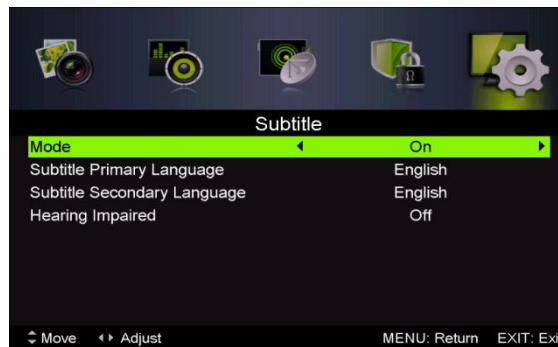 Subtitle
Mode On
Subtitle Primary Language English
Subtitle Secondary Language English
Hearing Impaired Off
Move Adjust MENU: Return EXIT: Exi